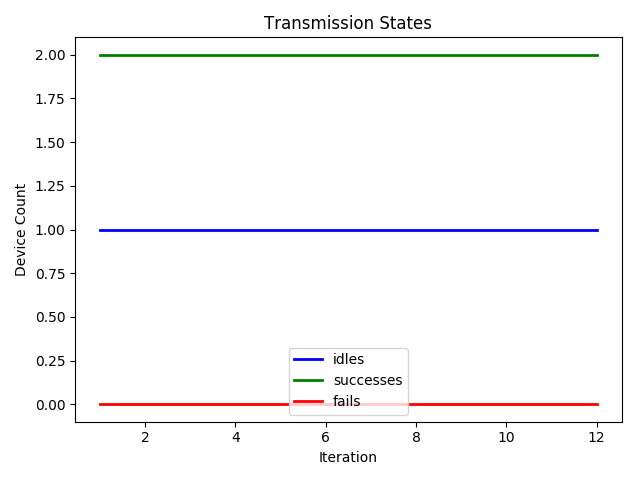 Transmission States
2.00
1.75
1.50
1.25
1.00
0.75
0.50
0.25
0.00
Device Count
idles
successes
fails
2 4 6 8 10 12
Iteration